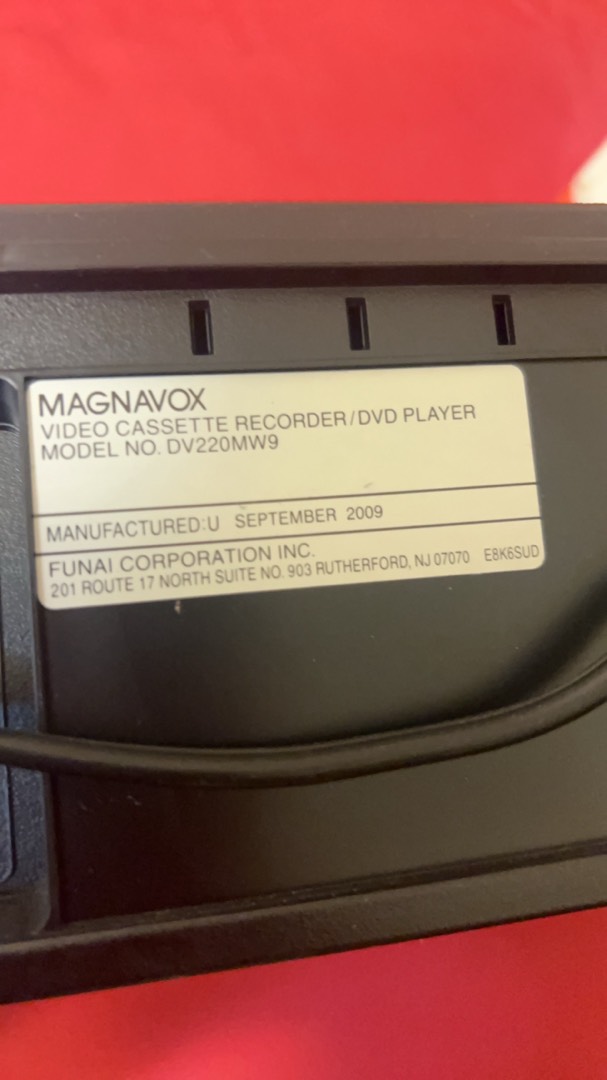 MAGNAVOX
VIDEO CASSETTE RECORDER/DVD PLAYER
MODEL NO. DV220MW9
MANUFACTURED:U SEPTEMBER 2009
FUNAI CORPORATION INC.
201 ROUTE 17 NORTH SUITE NO. 903 RUTHERFORD, NJ 07070 E8K6SUD